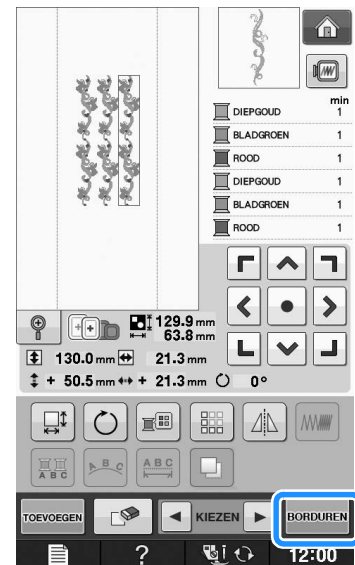 min
DIEPGOUD 1
BLADGROEN 1
ROOD 1
DIEPGOUD 1
BLADGROEN 1
ROOD 1
129.9 mm
63.8 mm
130.0 mm 21.3 mm
+ 50.5 mm + 21.3 mm 0°
A B C
A B C
A B C
TOEVOEGEN KIEZEN BORDUREN
? 12:00